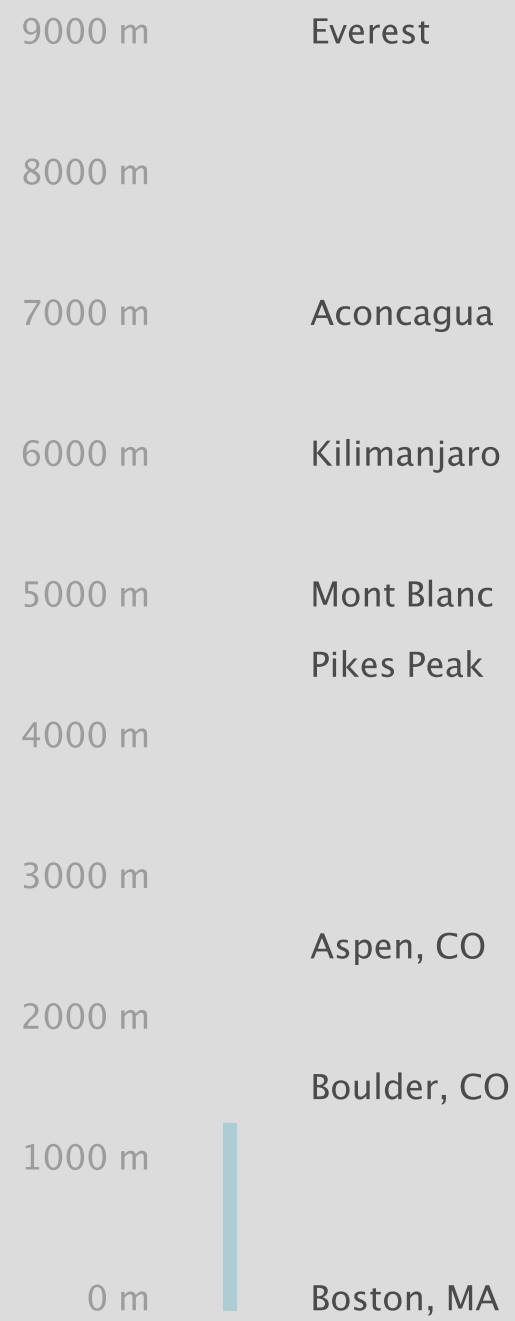 9000 m Everest
8000 m
7000 m Aconcagua
6000 m Kilimanjaro
5000 m Mont Blanc
Pikes Peak
4000 m
3000 m
Aspen, CO
2000 m
Boulder, CO
1000 m
0 m Boston, MA